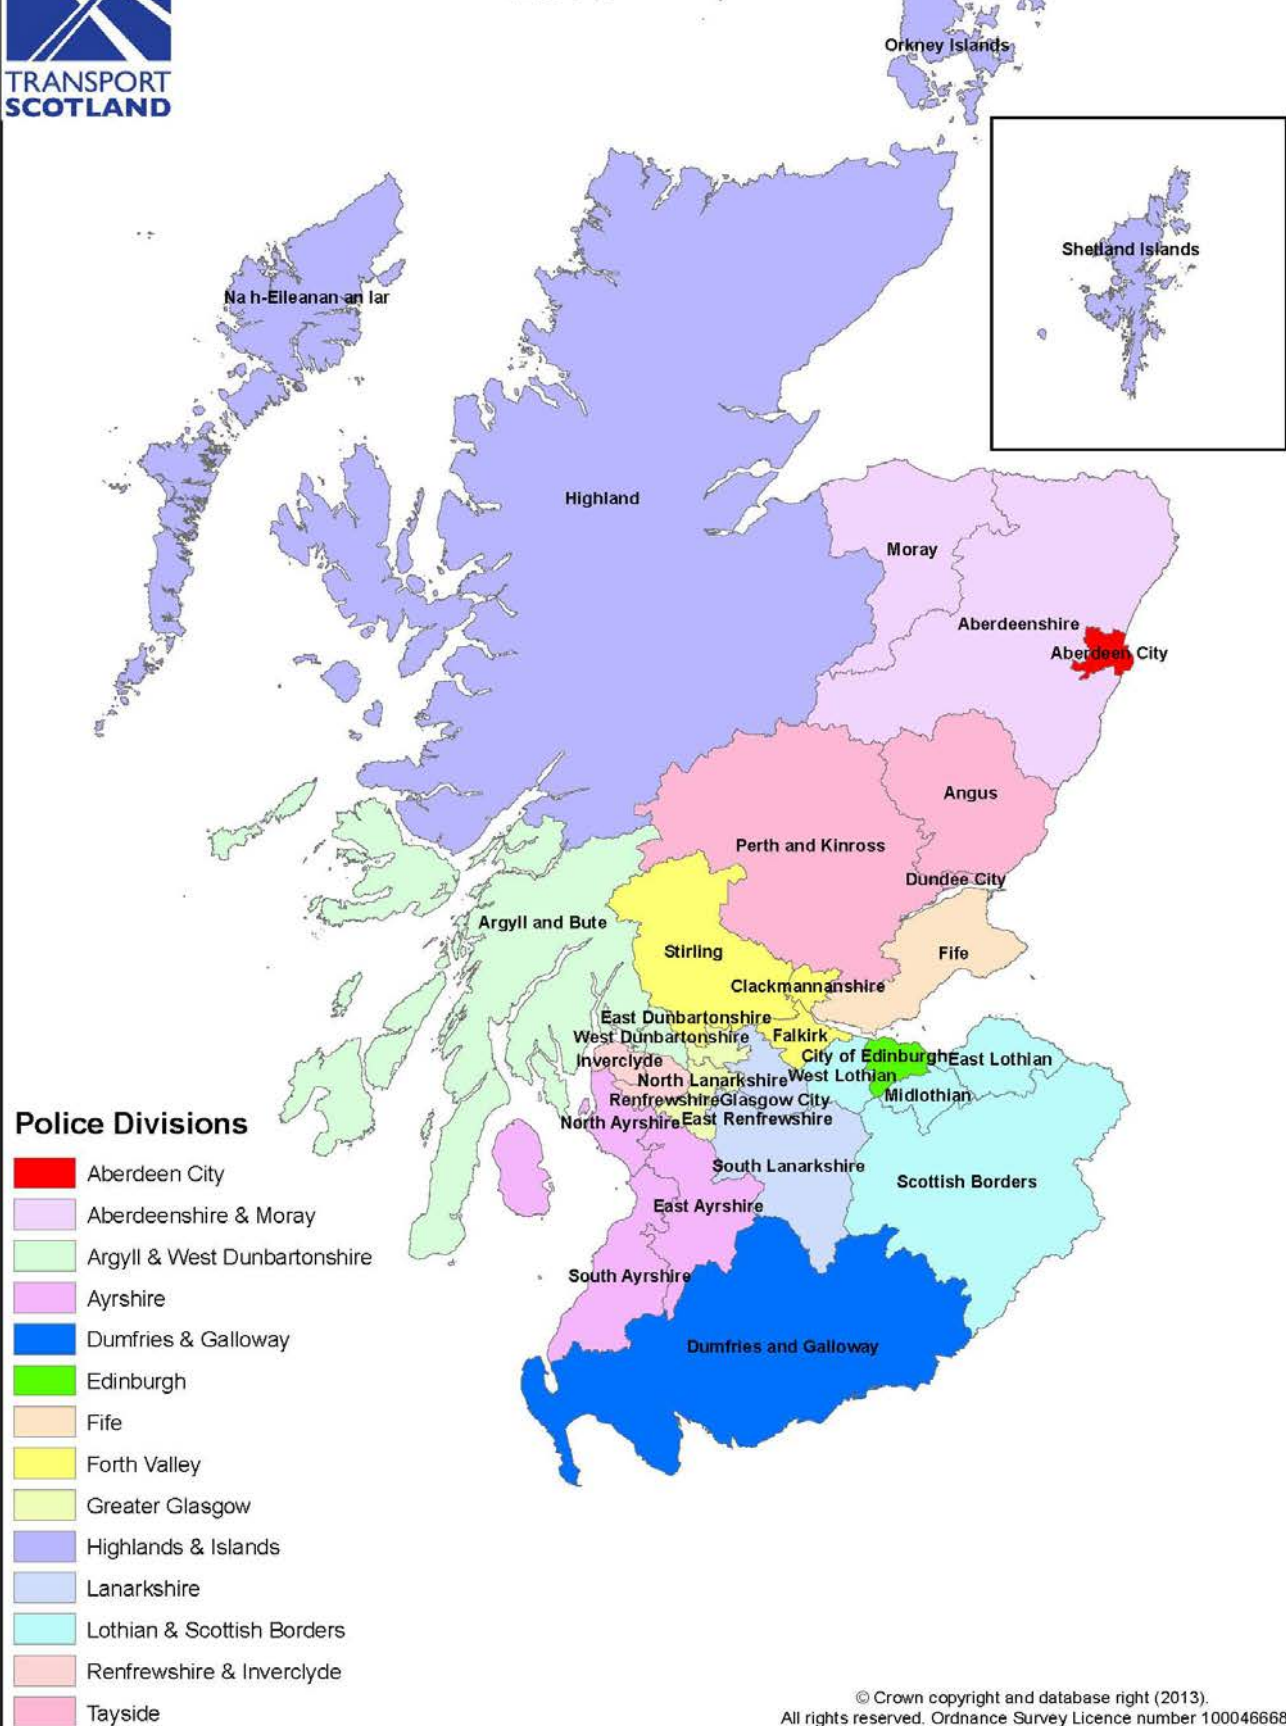 TRANSPORT
SCOTLAND
Orkney Islands
Shetland Islands
Na h-Eileanan an Iar
Highland
Moray
Aberdeenshire
Aberdeen City
Angus
Perth and Kinross
Dundee City
Argyll and Bute
Stirling
Fife
Clackmannanshire
East Dunbartonshire
West Dunbartonshire
Falkirk
Inverclyde
City of Edinburgh
East Lothian
North Lanarkshire
West Lothian
Midlothian
Renfrewshire
Glasgow City
North Ayrshire
East Renfrewshire
South Lanarkshire
Scottish Borders
East Ayrshire
South Ayrshire
Dumfries and Galloway
Police Divisions
Aberdeen City
Aberdeenshire & Moray
Argyll & West Dunbartonshire
Ayrshire
Dumfries & Galloway
Edinburgh
Fife
Forth Valley
Greater Glasgow
Highlands & Islands
Lanarkshire
Lothian & Scottish Borders
Renfrewshire & Inverclyde
Tayside
© Crown copyright and database right (2013).
All rights reserved. Ordnance Survey Licence number 100046668